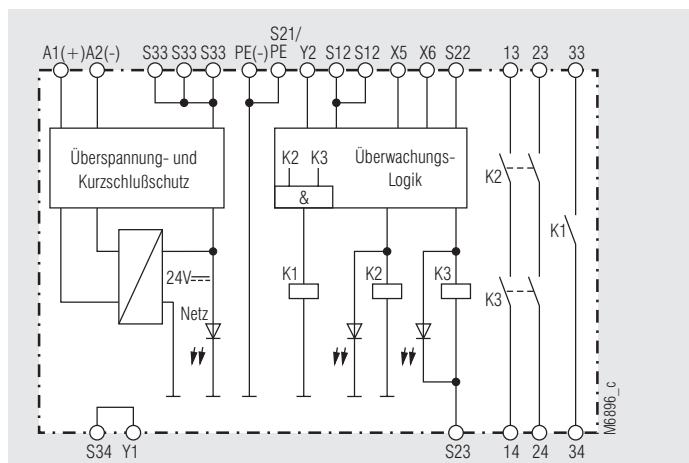 S21/
A1(+) A2(-) S33 S33 S33 PE(-) PE Y2 S12 S12 X5 X6 S22 13 23 33
Überspannung- und
Kurzschlußschutz
K2 K3
&
Überwachungs-
Logik
K2
K1
24V
Netz
K1
K2
K3
K3
M6896_c
S34 Y1 S23 14 24 34